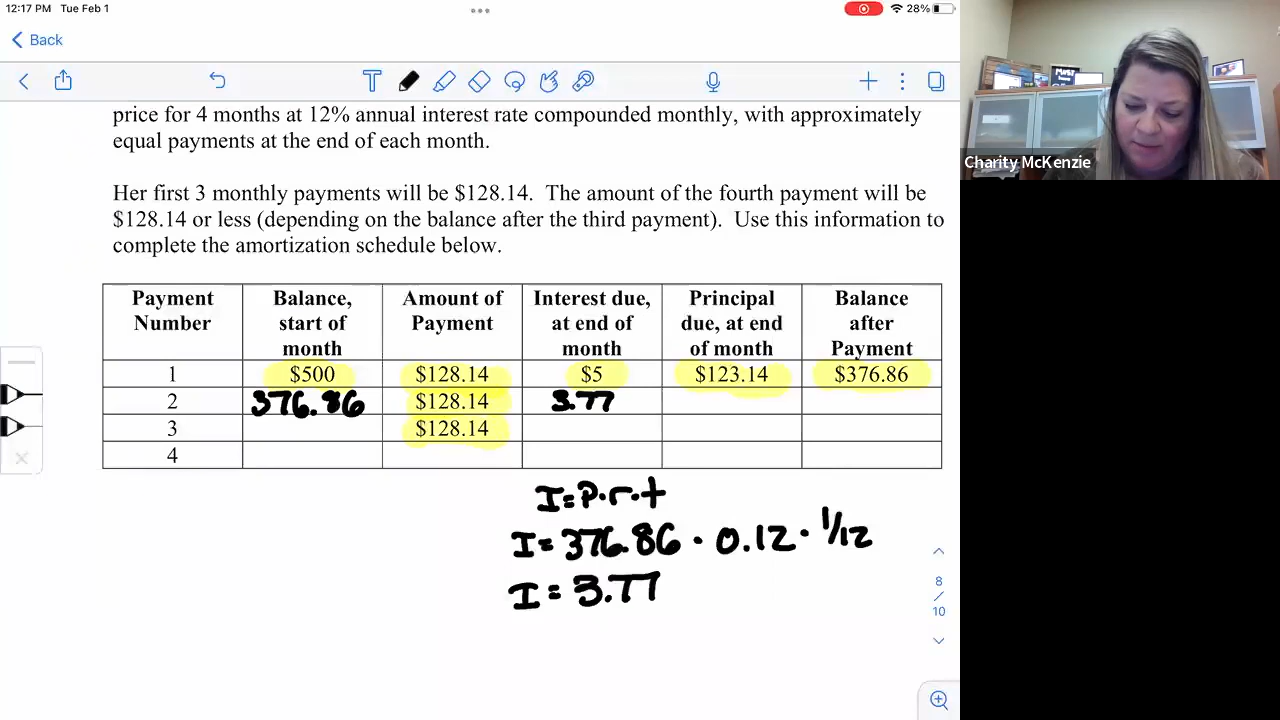 12:17 PM Tue Feb 1
28%
Back
price for 4 months at 12% annual interest rate compounded monthly, with approximately
equal payments at the end of each month.
Her first 3 monthly payments will be $128.14. The amount of the fourth payment will be
$128.14 or less (depending on the balance after the third payment). Use this information to
complete the amortization schedule below.
Payment Number Balance, start of month Amount of Payment Interest due, at end of month Principal due, at end of month Balance after Payment
1 $500 $128.14 $5 $123.14 $376.86
2 376.86 $128.14 3.77
3 $128.14
4
I=P·r·t
I=376.86 · 0.12 · 1/12
I = 3.77
8
/
10
Charity McKenzie